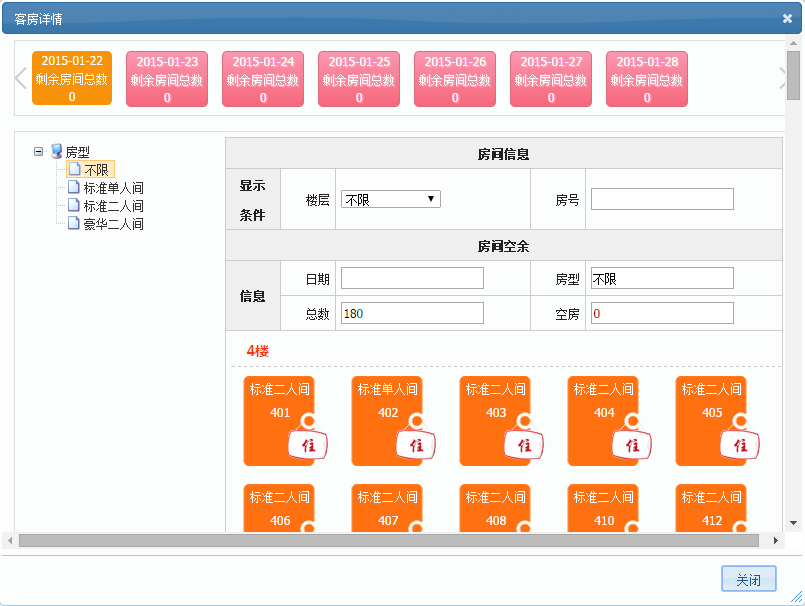 客房详情
2015-01-22 2015-01-23 2015-01-24 2015-01-25 2015-01-26 2015-01-27 2015-01-28
剩余房间总数 剩余房间总数 剩余房间总数 剩余房间总数 剩余房间总数 剩余房间总数 剩余房间总数
0 0 0 0 0 0 0
房型
不限
标准单人间
标准二人间
豪华二人间
房间信息
显示条件 楼层 不限 房号
房间空余
信息 日期 房型 不限
总数 180 空房 0
4楼
标准二人间 标准单人间 标准二人间 标准二人间 标准二人间
401 402 403 404 405
住 住 住 住 住
标准二人间 标准二人间 标准二人间 标准二人间 标准二人间
406 407 408 410 412
关闭